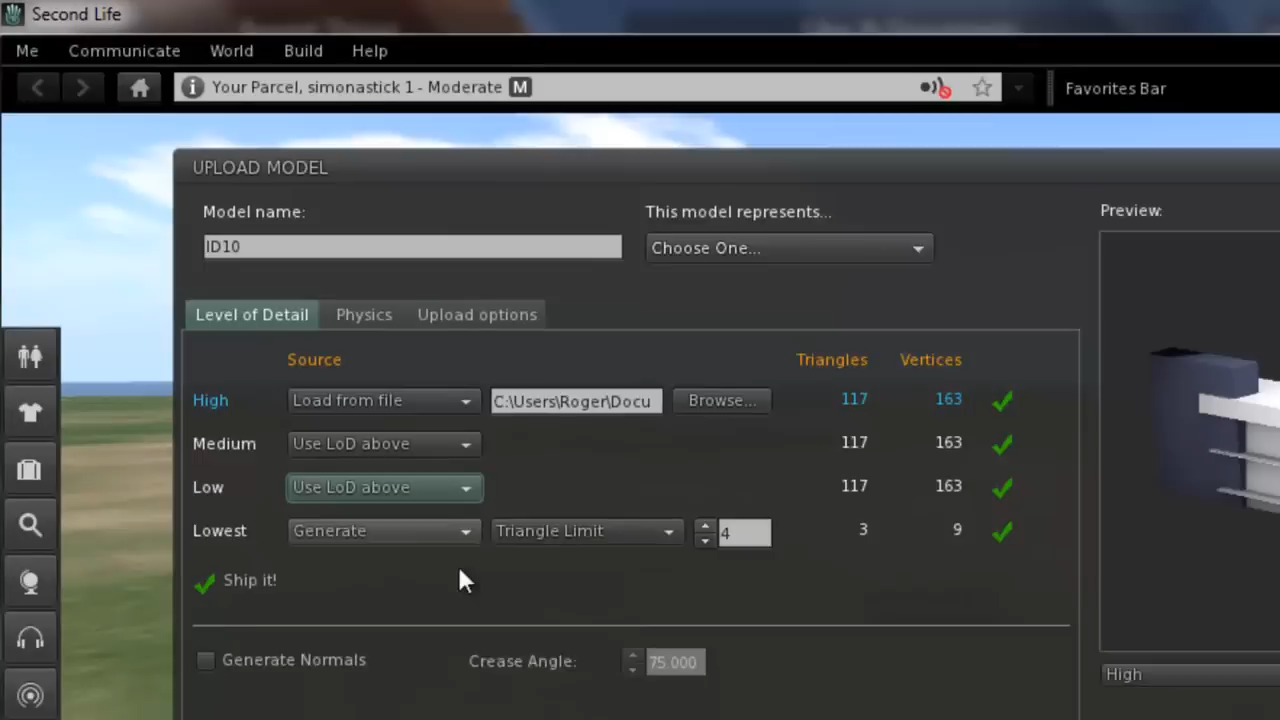 Second Life
Me Communicate World Build Help
Your Parcel, simonastick 1 - Moderate M
Favorites Bar
UPLOAD MODEL
Model name: This model represents... Preview:
ID10 Choose One...
Level of Detail Physics Upload options
Source Triangles Vertices
High Load from file C:\Users\Roger\Docu Browse... 117 163
Medium Use LoD above 117 163
Low Use LoD above 117 163
Lowest Generate Triangle Limit 4 3 9
Ship it!
Generate Normals Crease Angle: 75.000
High